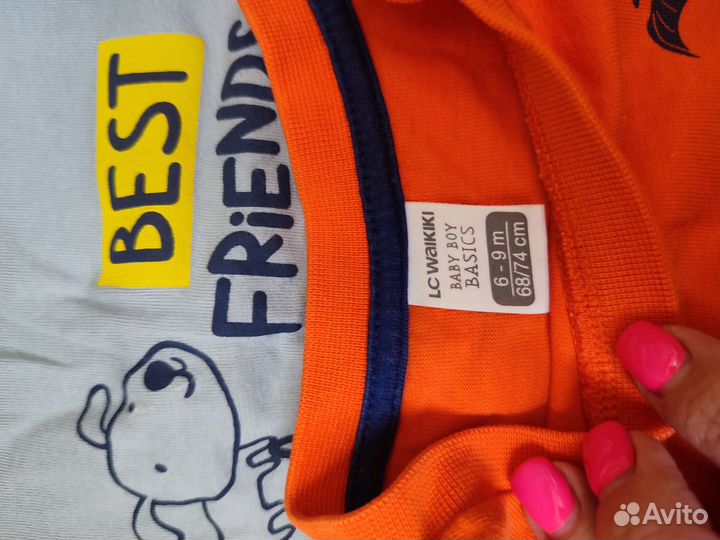 BEST
FRiENDS
LC WAIKIKI
BABY BOY
BASICS
6 - 9 m
68/74 cm
Avito